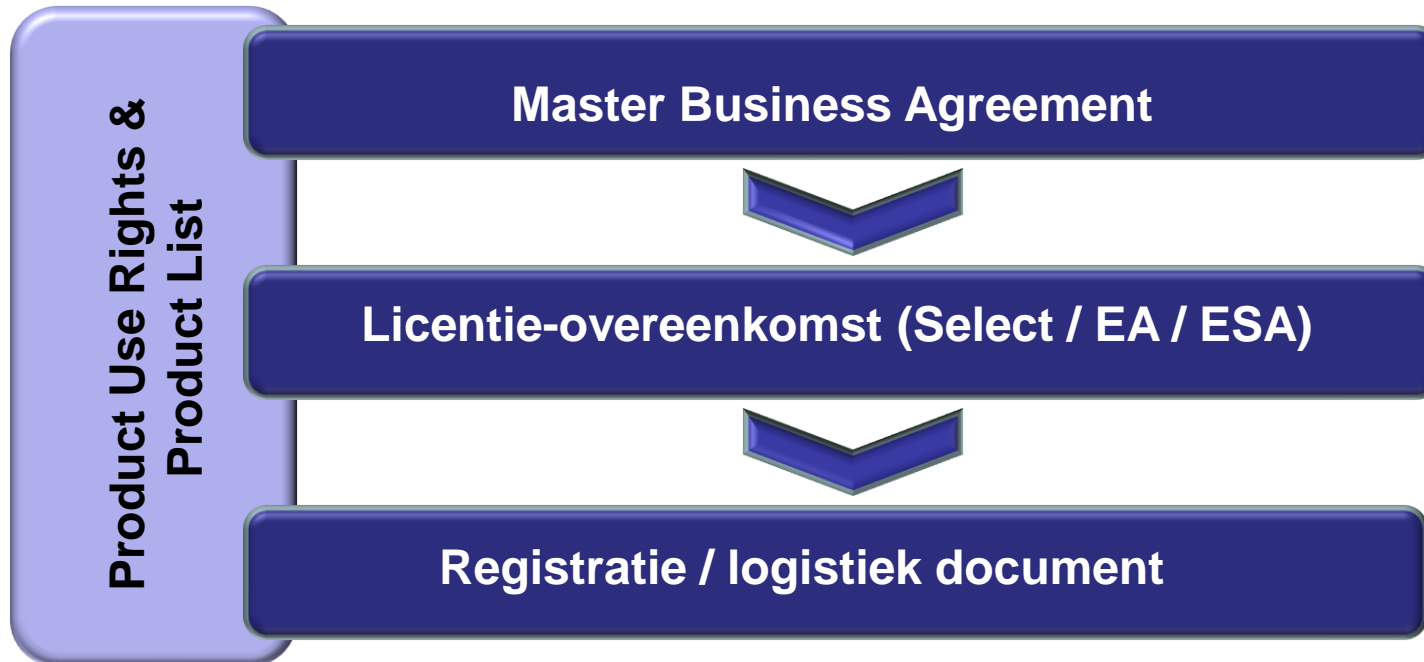 Product Use Rights &
Product List
Master Business Agreement
Licentie-overeenkomst (Select / EA / ESA)
Registratie / logistiek document